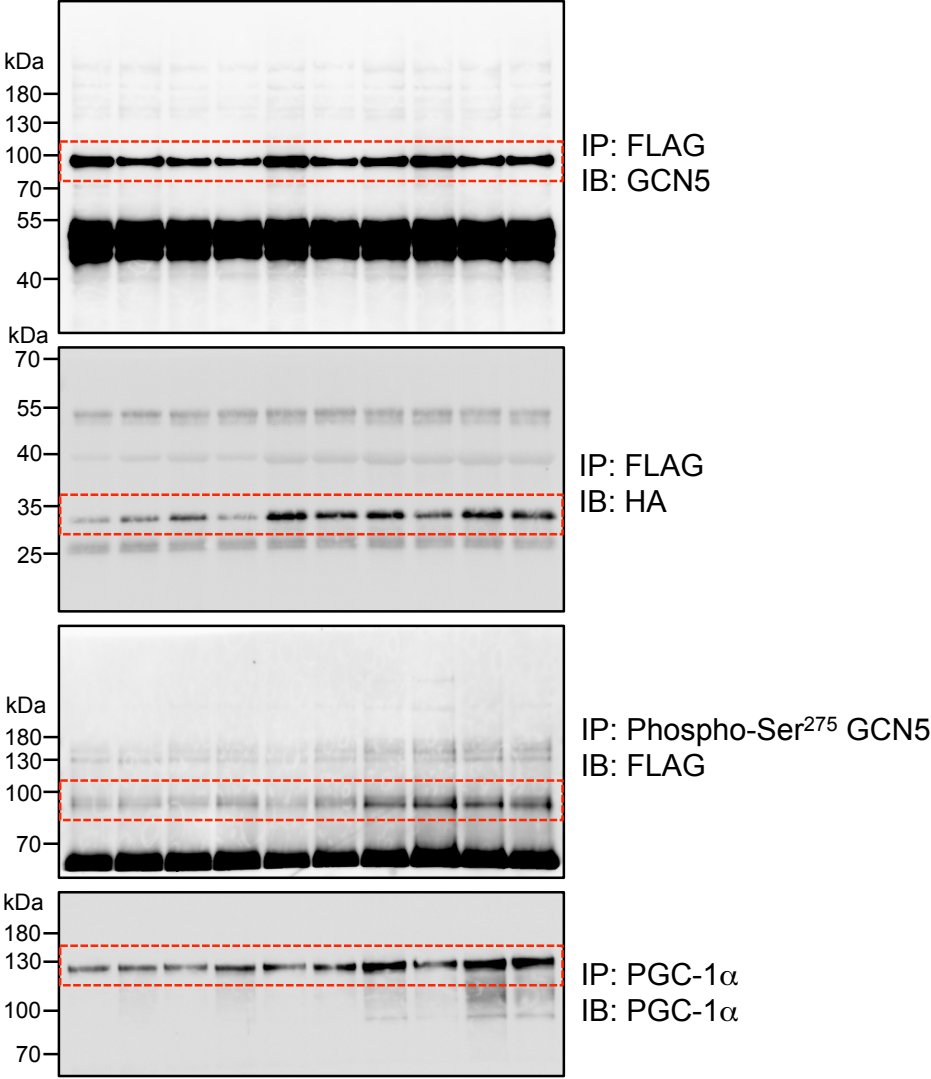 kDa
180
130
100
70
55
40
IP: FLAG
IB: GCN5
kDa
70
55
40
35
25
IP: FLAG
IB: HA
kDa
180
130
100
70
IP: Phospho-Ser²⁷⁵ GCN5
IB: FLAG
kDa
180
130
100
70
IP: PGC-1α
IB: PGC-1α